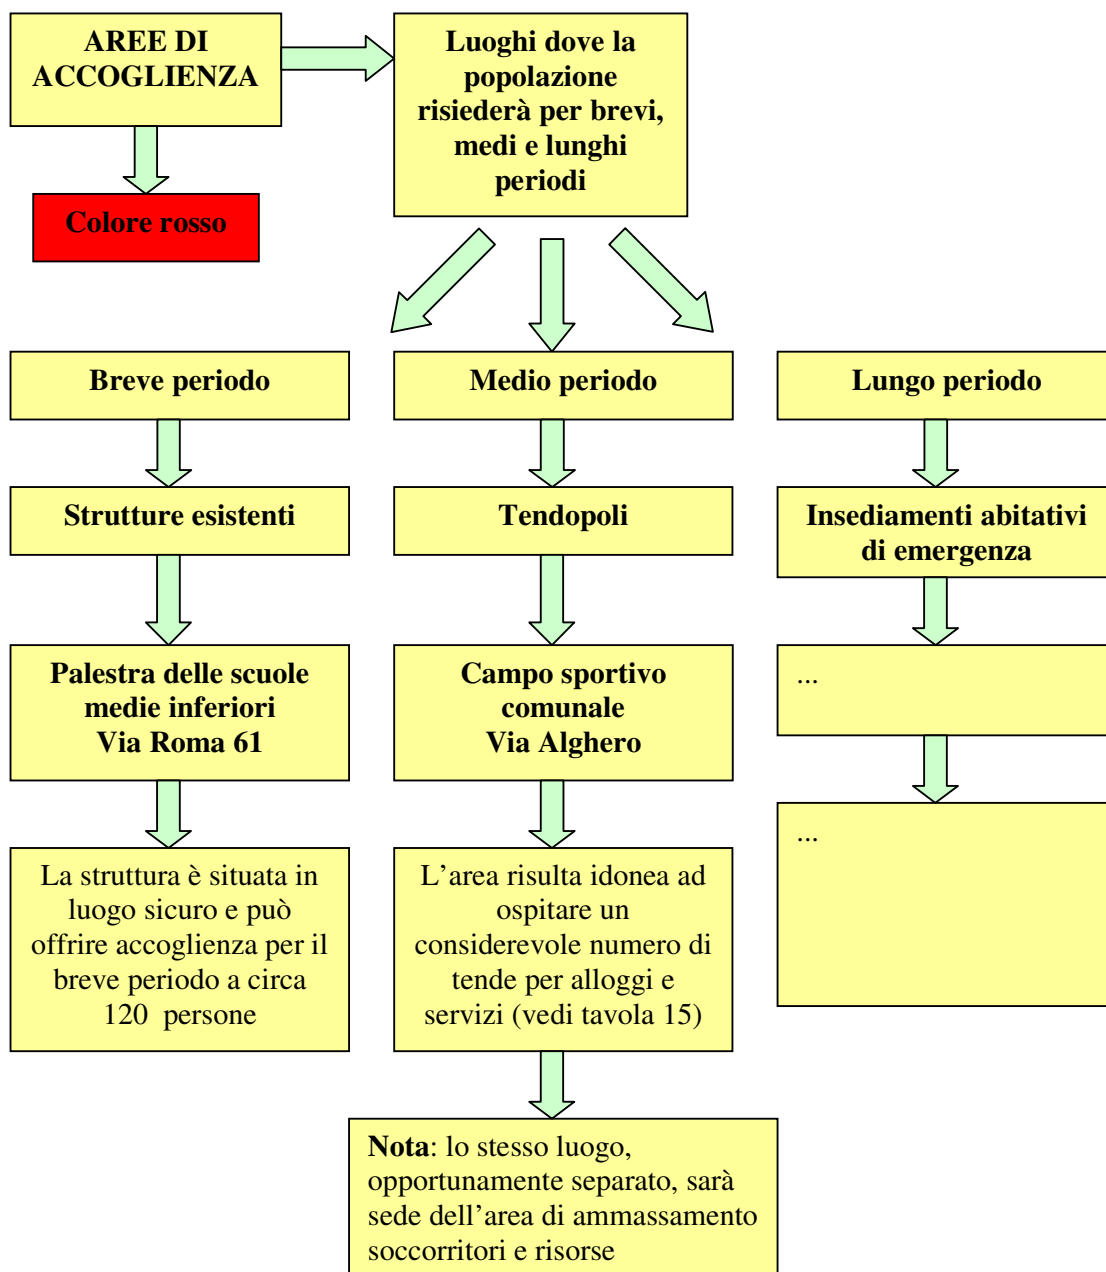 AREE DI
ACCOGLIENZA
Luoghi dove la
popolazione
risiederà per brevi,
medi e lunghi
periodi
Colore rosso
Breve periodo
Medio periodo
Lungo periodo
Strutture esistenti
Tendopoli
Insediamenti abitativi
di emergenza
Palestra delle scuole
medie inferiori
Via Roma 61
Campo sportivo
comunale
Via Alghero
...
La struttura è situata in
luogo sicuro e può
offrire accoglienza per il
breve periodo a circa
120 persone
L’area risulta idonea ad
ospitare un
considerevole numero di
tende per alloggi e
servizi (vedi tavola 15)
...
Nota: lo stesso luogo,
opportunamente separato, sarà
sede dell’area di ammassamento
soccorritori e risorse